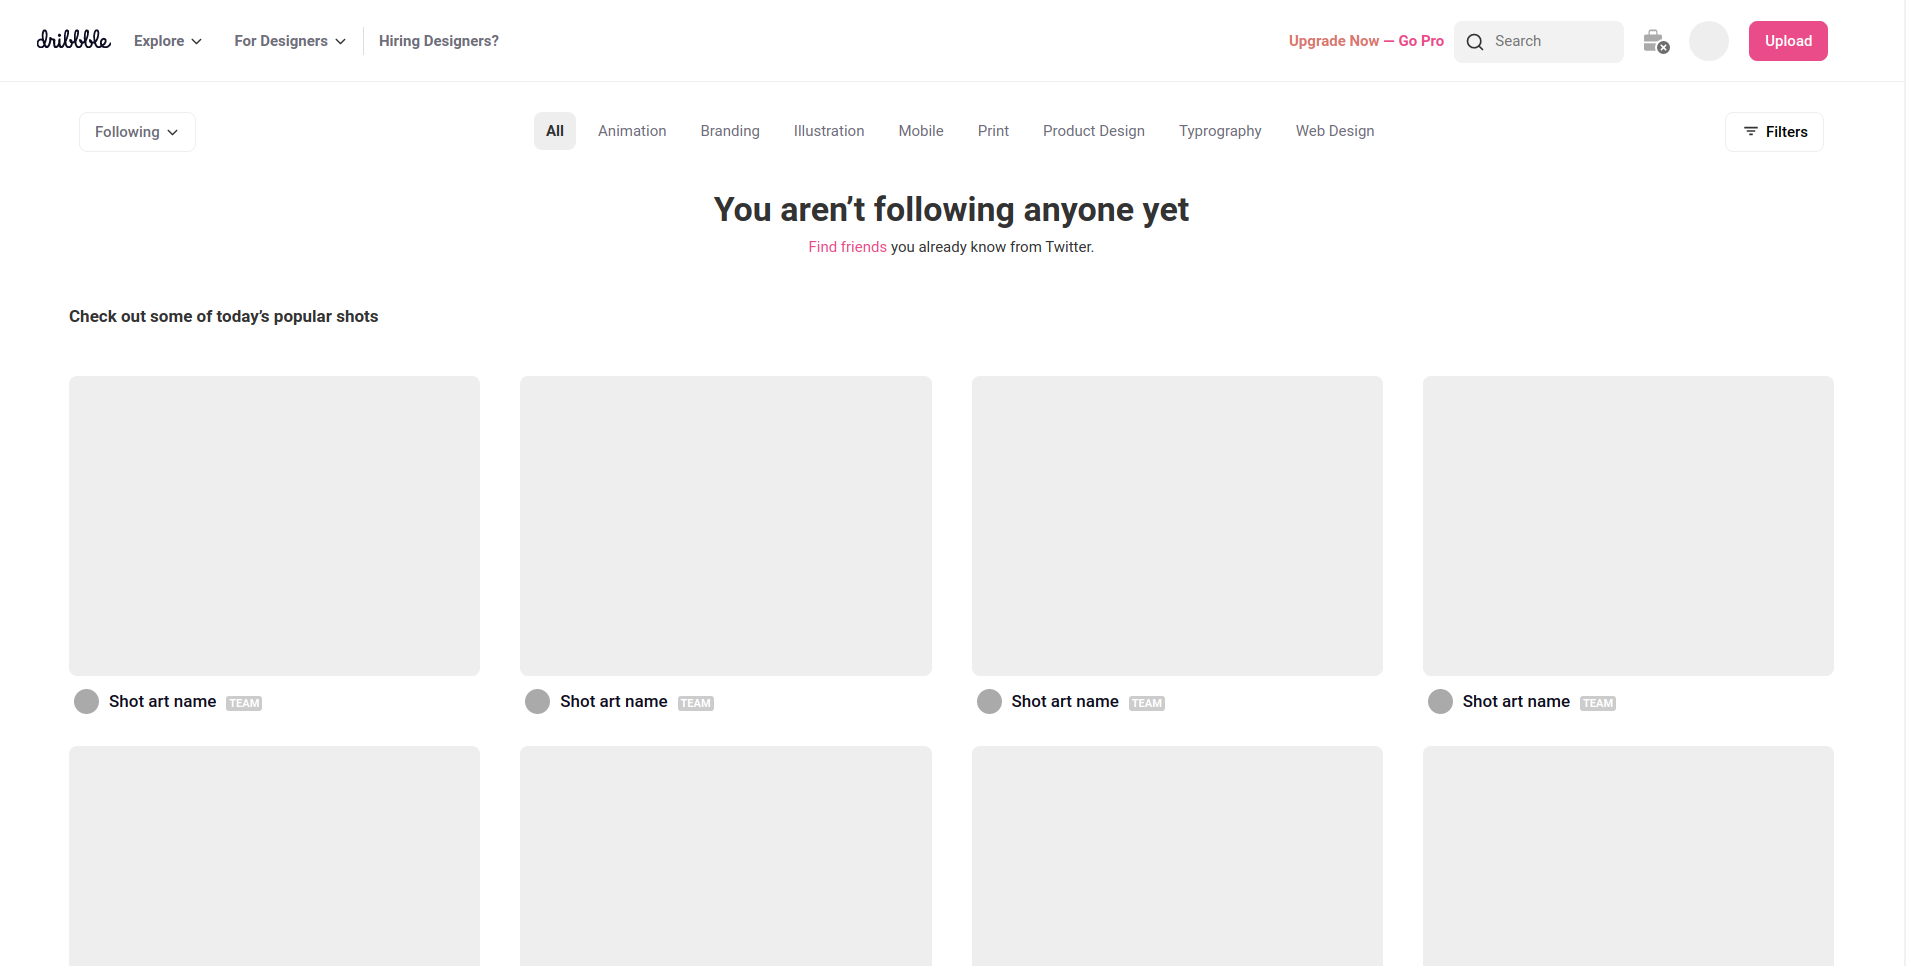 dribbble Explore For Designers Hiring Designers? Upgrade Now — Go Pro Search Upload
Following All Animation Branding Illustration Mobile Print Product Design Typrography Web Design Filters
You aren’t following anyone yet
Find friends you already know from Twitter.
Check out some of today’s popular shots
Shot art name TEAM Shot art name TEAM Shot art name TEAM Shot art name TEAM